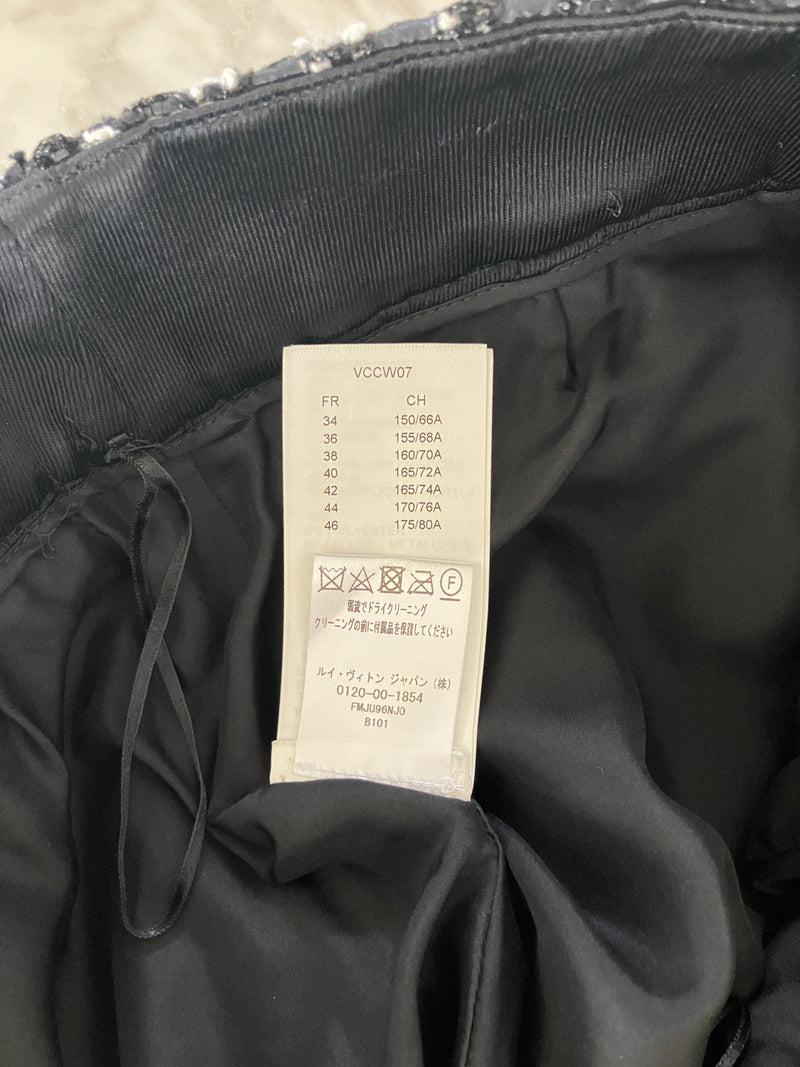 VCCW07
FR CH
34 150/66A
36 155/68A
38 160/70A
40 165/72A
42 165/74A
44 170/76A
46 175/80A
F
弱流でドライクリーニング
クリーニングの前に付属品を保護してください
ルイ・ヴィトン ジャパン (株)
0120-00-1854
FMJU96NJ0
B101